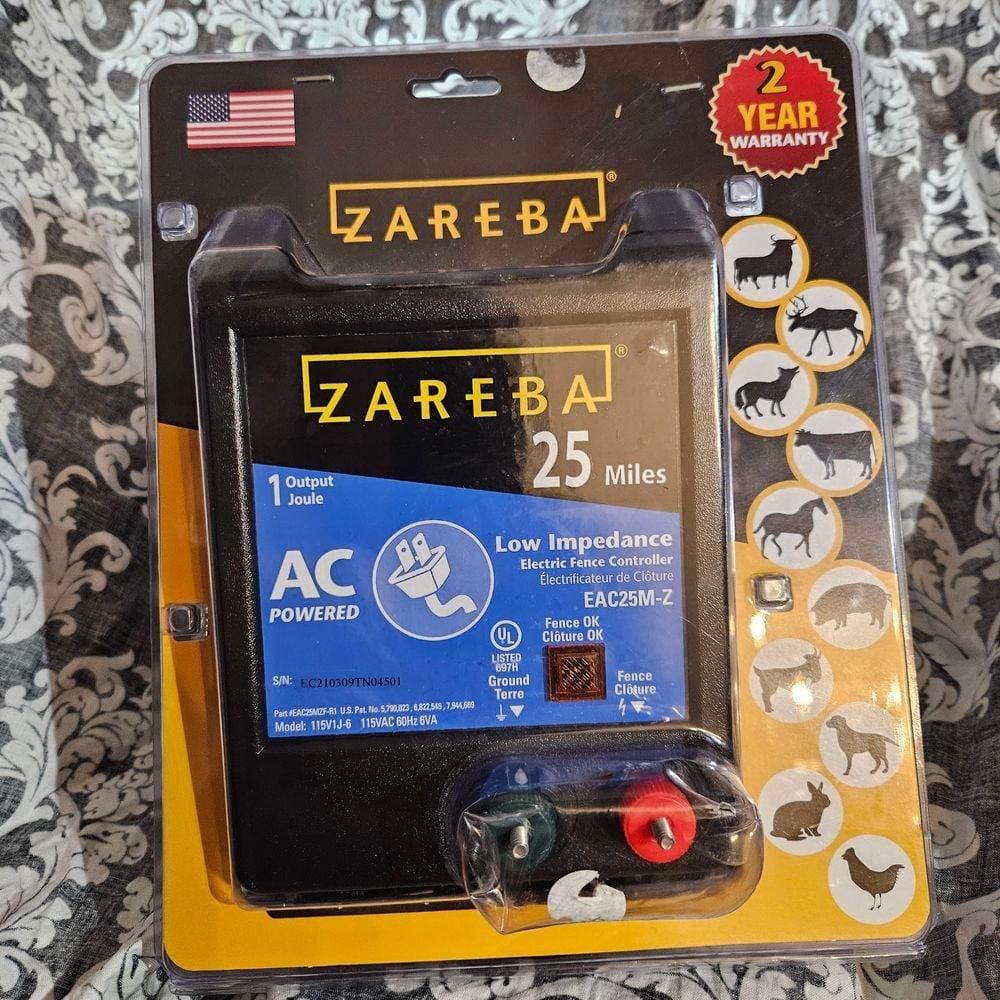 2
YEAR
WARRANTY
ZAREBA®
ZAREBA®
25 Miles
1 Output
Joule
AC
POWERED
Low Impedance
Electric Fence Controller
Électrificateur de Clôture
EAC25M-Z
Fence OK
Clôture OK
UL
LISTED
697H
Ground
Terre
Fence
Clôture
S/N: EC210309TN04501
Part #EAC25MZF-R1 U.S. Pat. No. 5,790,023 , 6,822,549 , 7,944,669
Model: 115V1J-6 115VAC 60Hz 6VA